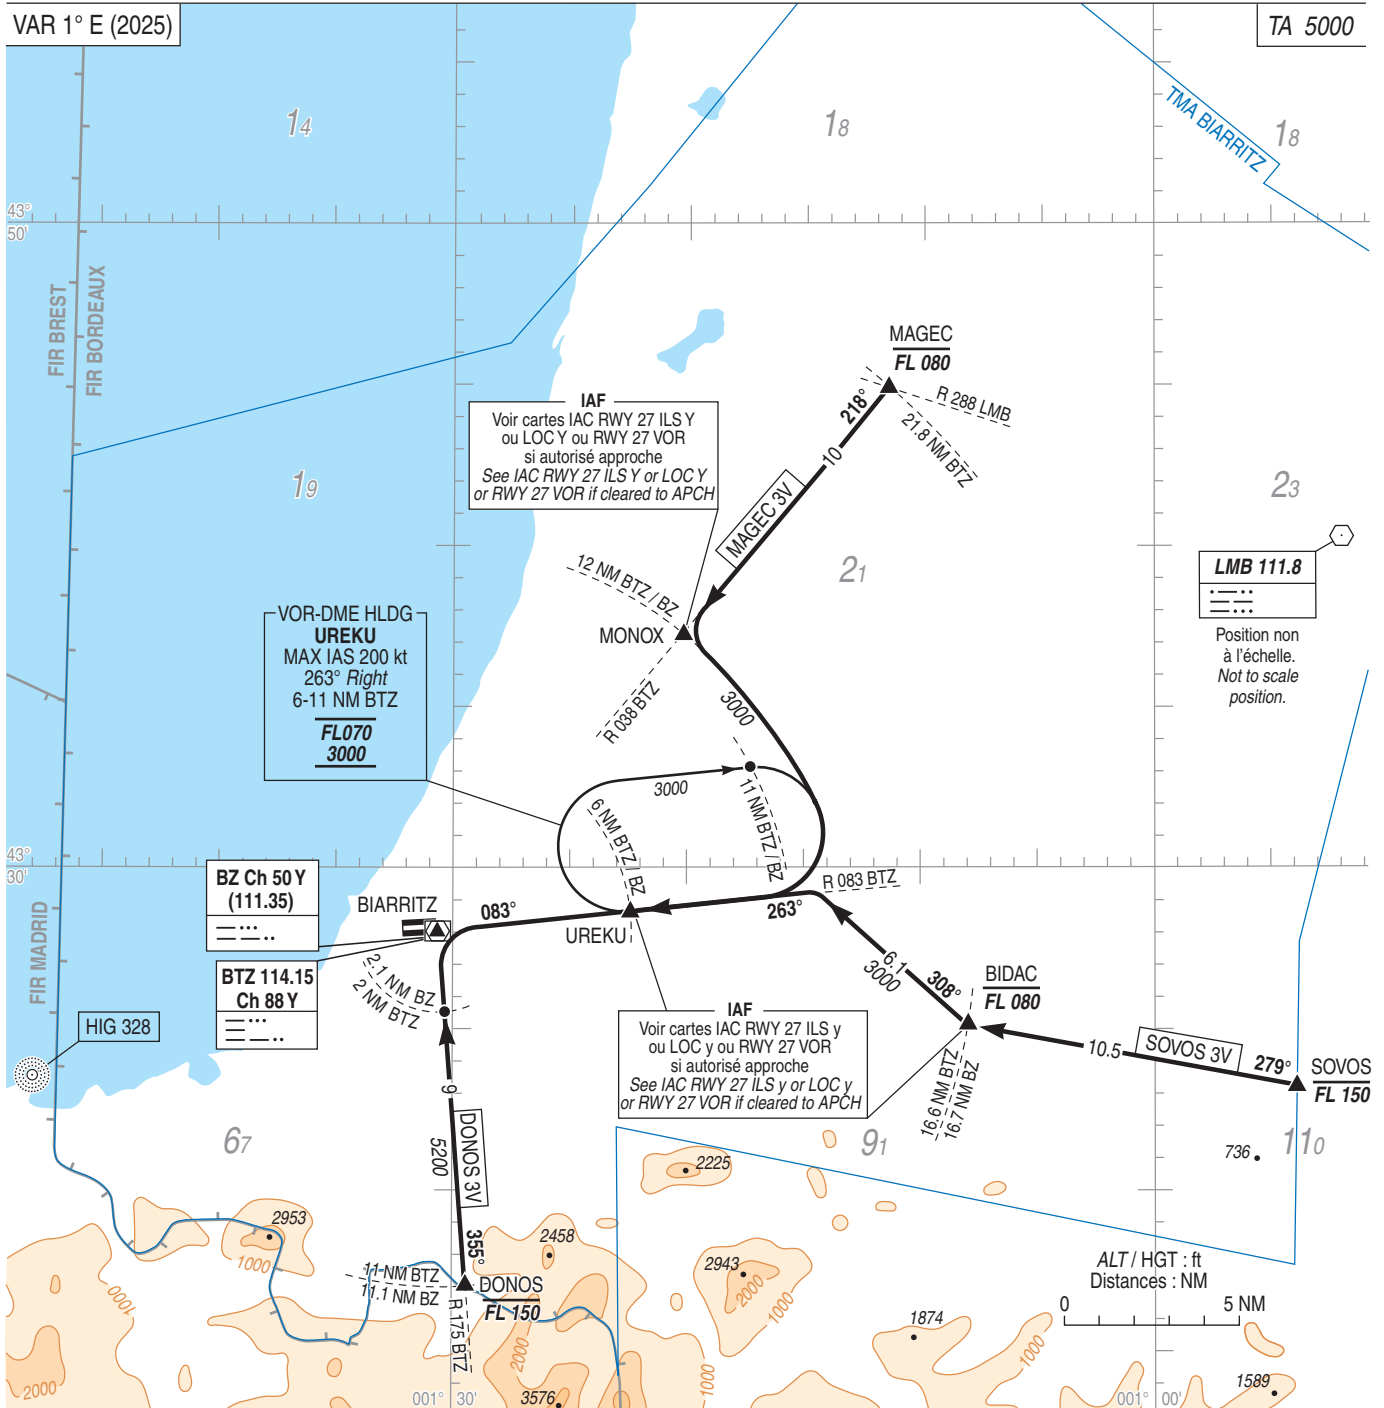 VAR 1° E (2025)
TA 5000
14
18
TMA BIARRITZ
18
43°
50'
FIR BREST
FIR BORDEAUX
MAGEC
FL 080
R 288 LMB
21.8 NM BTZ
218°
10
MAGEC 3V
IAF
Voir cartes IAC RWY 27 ILS Y
ou LOC Y ou RWY 27 VOR
si autorisé approche
See IAC RWY 27 ILS Y or LOC Y
or RWY 27 VOR if cleared to APCH
19
23
21
LMB 111.8
Position non
à l'échelle.
Not to scale
position.
12 NM BTZ / BZ
MONOX
R 038 BTZ
3000
VOR-DME HLDG
UREKU
MAX IAS 200 kt
263° Right
6-11 NM BTZ
FL070
3000
3000
6 NM BTZ / BZ
11 NM BTZ / BZ
43°
30'
R 083 BTZ
BZ Ch 50 Y
(111.35)
BIARRITZ
083°
263°
UREKU
FIR MADRID
BTZ 114.15
Ch 88 Y
2.1 NM BZ
2 NM BTZ
6.1
3000
308°
BIDAC
FL 080
HIG 328
IAF
Voir cartes IAC RWY 27 ILS y
ou LOC y ou RWY 27 VOR
si autorisé approche
See IAC RWY 27 ILS y or LOC y
or RWY 27 VOR if cleared to APCH
16.6 NM BTZ
16.7 NM BZ
10.5
SOVOS 3V
279°
SOVOS
FL 150
9
5200
DONOS 3V
67
91
110
736
2225
2953
1000
1000
2458
355°
11 NM BTZ
11.1 NM BZ
DONOS
FL 150
R 175 BTZ
2943
2000
1000
ALT / HGT : ft
Distances : NM
0
5 NM
1874
1000
2000
2000
3576
1000
1589
001° 30'
001° 00'